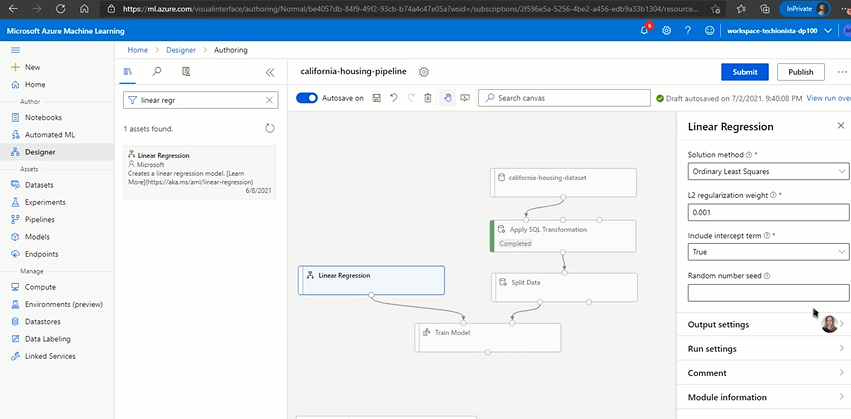 https://ml.azure.com/visualinterface/authoring/Normal/be4057db-84f9-49f2-93cb-b74a4c47e05a?wsid=/subscriptions/2f596e5a-5256-4be2-a456-edb9a33b1304/resource...
InPrivate
Microsoft Azure Machine Learning
6
workspace-techionista-dp100
New
Home
Author
Notebooks
Automated ML
Designer
Assets
Datasets
Experiments
Pipelines
Models
Endpoints
Manage
Compute
Environments (preview)
Datastores
Data Labeling
Linked Services
Home > Designer > Authoring
linear regr
1 assets found.
Linear Regression
Microsoft
Creates a linear regression model. [Learn
More](https://aka.ms/aml/linear-regression)
6/8/2021
california-housing-pipeline
Submit
Publish
Autosave on
Search canvas
Draft autosaved on 7/2/2021, 9:40:08 PM
View run over
california-housing-dataset
Apply SQL Transformation
Completed
Linear Regression
Split Data
Train Model
Linear Regression
Solution method *
Ordinary Least Squares
L2 regularization weight *
0.001
Include intercept term *
True
Random number seed
Output settings
Run settings
Comment
Module information